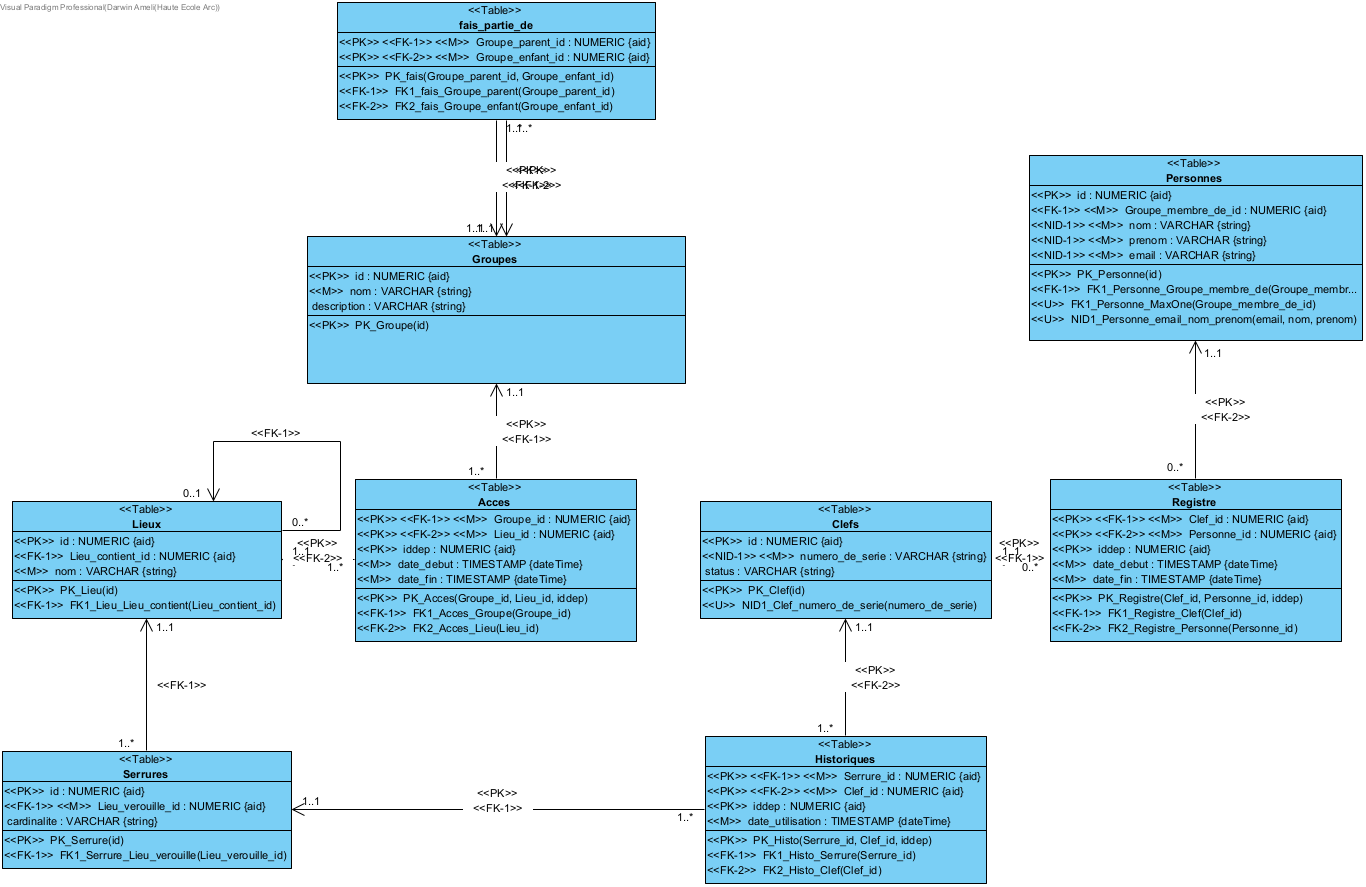 Visual Paradigm Professional(Darwin Ameli(Haute Ecole Arc))
<<Table>>
fais_partie_de
<<PK>> <<FK-1>> <<M>> Groupe_parent_id : NUMERIC {aid}
<<PK>> <<FK-2>> <<M>> Groupe_enfant_id : NUMERIC {aid}
<<PK>> PK_fais(Groupe_parent_id, Groupe_enfant_id)
<<FK-1>> FK1_fais_Groupe_parent(Groupe_parent_id)
<<FK-2>> FK2_fais_Groupe_enfant(Groupe_enfant_id)
<<Table>>
Groupes
<<PK>> id : NUMERIC {aid}
<<M>> nom : VARCHAR {string}
description : VARCHAR {string}
<<PK>> PK_Groupe(id)
1..1
<<PK>>
<<FK-1>>
1..*
<<Table>>
Personnes
<<PK>> id : NUMERIC {aid}
<<FK-1>> <<M>> Groupe_membre_de_id : NUMERIC {aid}
<<NID-1>> <<M>> nom : VARCHAR {string}
<<NID-1>> <<M>> prenom : VARCHAR {string}
<<NID-1>> <<M>> email : VARCHAR {string}
<<PK>> PK_Personne(id)
<<FK-1>> FK1_Personne_Groupe_membre_de(Groupe_membr...
<<U>> FK1_Personne_MaxOne(Groupe_membre_de_id)
<<U>> NID1_Personne_email_nom_prenom(email, nom, prenom)
1..1
<<PK>>
<<FK-2>>
0..*
<<FK-1>>
0..1
0..*
<<Table>>
Lieux
<<PK>> id : NUMERIC {aid}
<<FK-1>> Lieu_contient_id : NUMERIC {aid}
<<M>> nom : VARCHAR {string}
<<PK>> PK_Lieu(id)
<<FK-1>> FK1_Lieu_Lieu_contient(Lieu_contient_id)
<<PK>>
1..1
<<FK-2>>
1..*
<<Table>>
Acces
<<PK>> <<FK-1>> <<M>> Groupe_id : NUMERIC {aid}
<<PK>> <<FK-2>> <<M>> Lieu_id : NUMERIC {aid}
<<PK>> iddep : NUMERIC {aid}
<<M>> date_debut : TIMESTAMP {dateTime}
<<M>> date_fin : TIMESTAMP {dateTime}
<<PK>> PK_Acces(Groupe_id, Lieu_id, iddep)
<<FK-1>> FK1_Acces_Groupe(Groupe_id)
<<FK-2>> FK2_Acces_Lieu(Lieu_id)
<<Table>>
Clefs
<<PK>> id : NUMERIC {aid}
<<NID-1>> <<M>> numero_de_serie : VARCHAR {string}
status : VARCHAR {string}
<<PK>> PK_Clef(id)
<<U>> NID1_Clef_numero_de_serie(numero_de_serie)
<<PK>>
1..1
<<FK-1>>
0..*
<<Table>>
Registre
<<PK>> <<FK-1>> <<M>> Clef_id : NUMERIC {aid}
<<PK>> <<FK-2>> <<M>> Personne_id : NUMERIC {aid}
<<PK>> iddep : NUMERIC {aid}
<<M>> date_debut : TIMESTAMP {dateTime}
<<M>> date_fin : TIMESTAMP {dateTime}
<<PK>> PK_Registre(Clef_id, Personne_id, iddep)
<<FK-1>> FK1_Registre_Clef(Clef_id)
<<FK-2>> FK2_Registre_Personne(Personne_id)
1..1
<<FK-1>>
1..*
1..1
<<PK>>
<<FK-2>>
1..*
<<Table>>
Serrures
<<PK>> id : NUMERIC {aid}
<<FK-1>> <<M>> Lieu_verouille_id : NUMERIC {aid}
cardinalite : VARCHAR {string}
<<PK>> PK_Serrure(id)
<<FK-1>> FK1_Serrure_Lieu_verouille(Lieu_verouille_id)
1..1
<<PK>>
<<FK-1>>
1..*
<<Table>>
Historiques
<<PK>> <<FK-1>> <<M>> Serrure_id : NUMERIC {aid}
<<PK>> <<FK-2>> <<M>> Clef_id : NUMERIC {aid}
<<PK>> iddep : NUMERIC {aid}
<<M>> date_utilisation : TIMESTAMP {dateTime}
<<PK>> PK_Histo(Serrure_id, Clef_id, iddep)
<<FK-1>> FK1_Histo_Serrure(Serrure_id)
<<FK-2>> FK2_Histo_Clef(Clef_id)